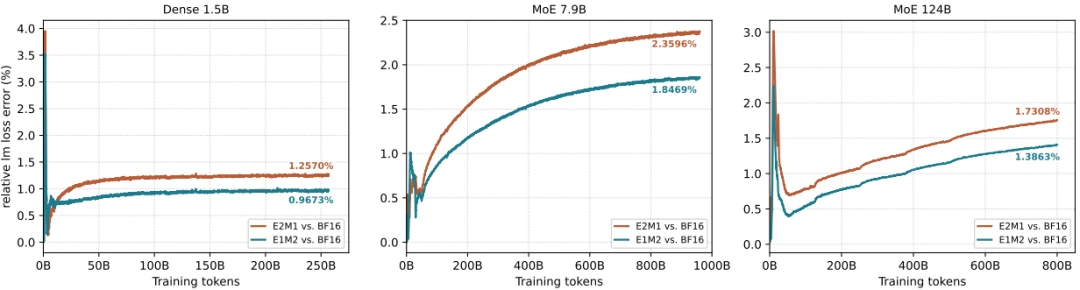 Dense 1.5B
relative lm loss error (%)
4.0
3.5
3.0
2.5
2.0
1.5
1.0
0.5
0.0
1.2570%
0.9673%
E2M1 vs. BF16
E1M2 vs. BF16
0B 50B 100B 150B 200B 250B
Training tokens
MoE 7.9B
2.5
2.0
1.5
1.0
0.5
0.0
2.3596%
1.8469%
E2M1 vs. BF16
E1M2 vs. BF16
0B 200B 400B 600B 800B 1000B
Training tokens
MoE 124B
3.0
2.5
2.0
1.5
1.0
0.5
0.0
1.7308%
1.3863%
E2M1 vs. BF16
E1M2 vs. BF16
0B 200B 400B 600B 800B
Training tokens